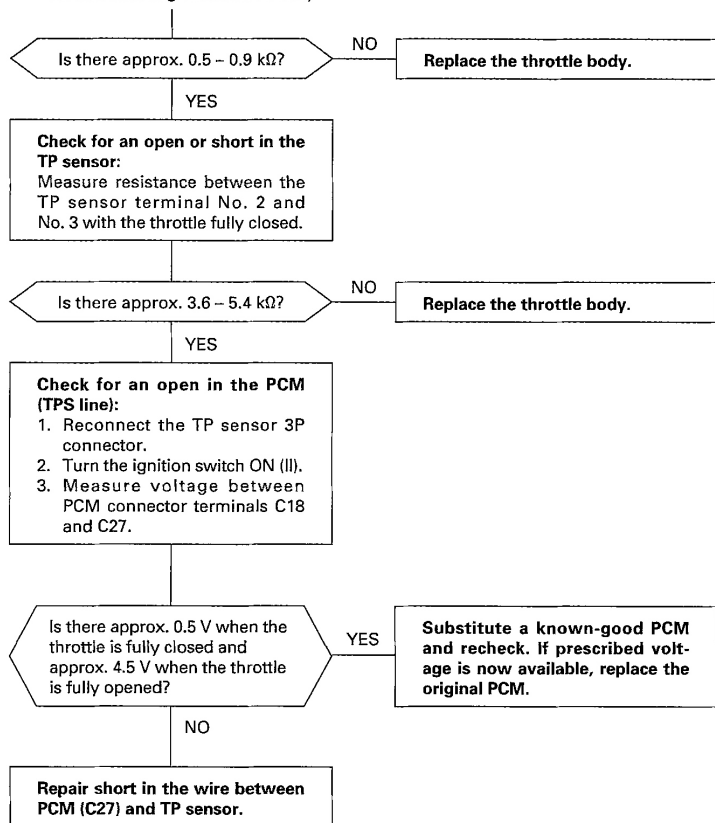 Is there approx. 0.5 – 0.9 kΩ?
NO
Replace the throttle body.
YES
Check for an open or short in the
TP sensor:
Measure resistance between the
TP sensor terminal No. 2 and
No. 3 with the throttle fully closed.
Is there approx. 3.6 – 5.4 kΩ?
NO
Replace the throttle body.
YES
Check for an open in the PCM
(TPS line):
1. Reconnect the TP sensor 3P
connector.
2. Turn the ignition switch ON (II).
3. Measure voltage between
PCM connector terminals C18
and C27.
Is there approx. 0.5 V when the
throttle is fully closed and
approx. 4.5 V when the throttle
is fully opened?
YES
Substitute a known-good PCM
and recheck. If prescribed volt-
age is now available, replace the
original PCM.
NO
Repair short in the wire between
PCM (C27) and TP sensor.